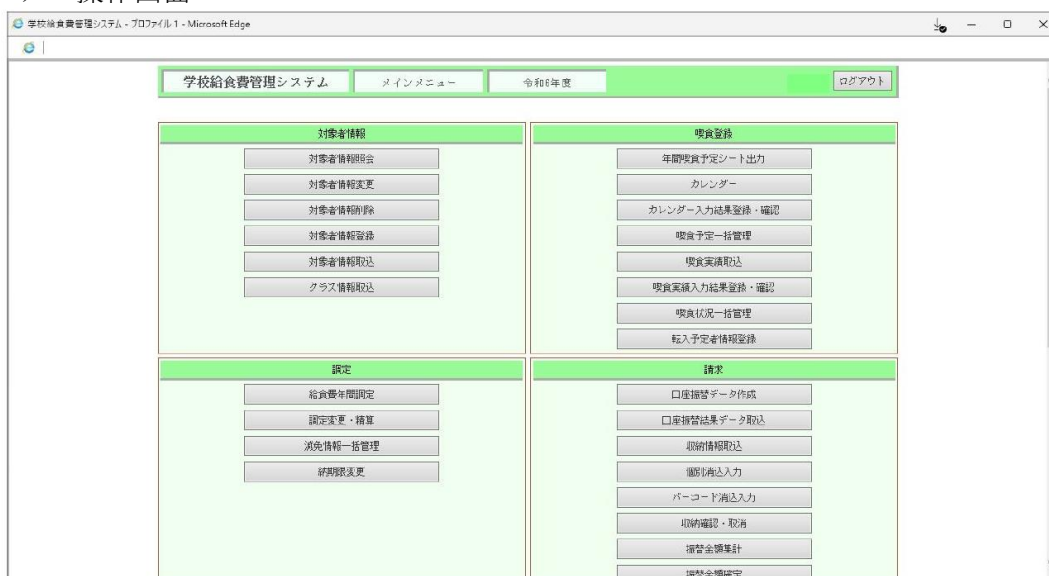 学校給食費管理システム - プロファイル 1 - Microsoft Edge
学校給食費管理システム メインメニュー 令和6年度 ログアウト
対象者情報
対象者情報照会
対象者情報変更
対象者情報削除
対象者情報登録
対象者情報取込
クラス情報取込
喫食登録
年間喫食予定シート出力
カレンダー
カレンダー入力結果登録・確認
喫食予定一括管理
喫食実績取込
喫食実績入力結果登録・確認
喫食状況一括管理
転入予定者情報登録
調定
給食費年間調定
調定変更・精算
減免情報一括管理
納期限変更
請求
口座振替データ作成
口座振替結果データ取込
収納情報取込
個別消込入力
バーコード消込入力
収納確認・取消
振替金額集計
振替金額確定